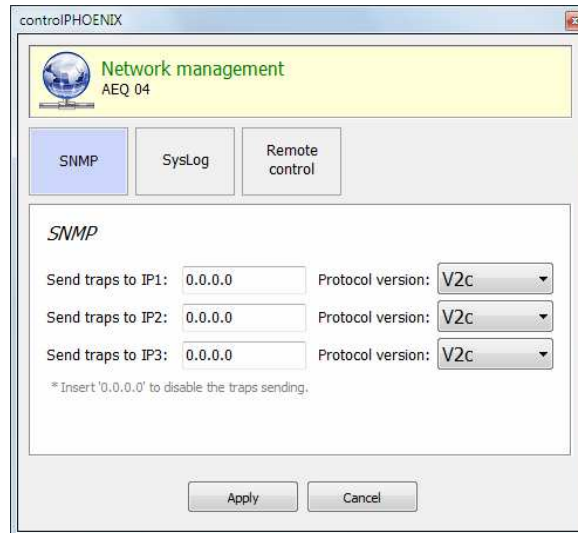 controlPHOENIX
Network management
AEQ 04
SNMP
SysLog
Remote
control
SNMP
Send traps to IP1: 0.0.0.0 Protocol version: V2c
Send traps to IP2: 0.0.0.0 Protocol version: V2c
Send traps to IP3: 0.0.0.0 Protocol version: V2c
* Insert '0.0.0.0' to disable the traps sending.
Apply Cancel